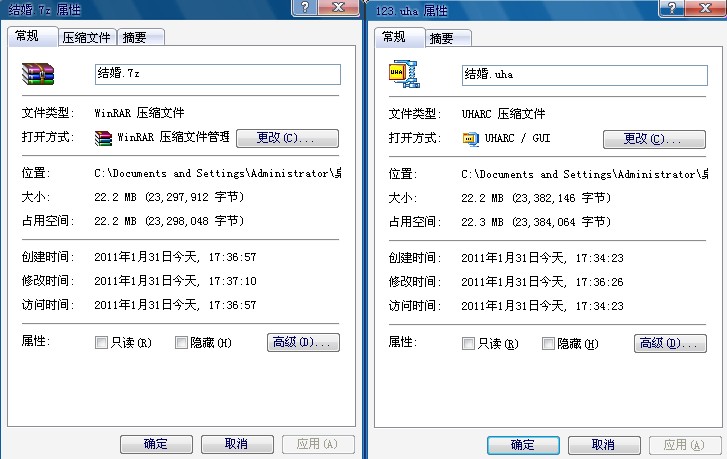 结婚 7z 属性
常规 压缩文件 摘要
结婚.7z
文件类型: WinRAR 压缩文件
打开方式: WinRAR 压缩文件管理 更改(C)...
位置: C:\Documents and Settings\Administrator\桌
大小: 22.2 MB (23,297,912 字节)
占用空间: 22.2 MB (23,298,048 字节)
创建时间: 2011年1月31日今天, 17:36:57
修改时间: 2011年1月31日今天, 17:37:10
访问时间: 2011年1月31日今天, 17:36:57
属性: 只读(R) 隐藏(H) 高级(D)...
确定 取消 应用(A)
123 uha 属性
常规 摘要
UHA
结婚.uha
文件类型: UHARC 压缩文件
打开方式: UHARC / GUI 更改(C)...
位置: C:\Documents and Settings\Administrator\桌
大小: 22.2 MB (23,382,146 字节)
占用空间: 22.3 MB (23,384,064 字节)
创建时间: 2011年1月31日今天, 17:34:23
修改时间: 2011年1月31日今天, 17:36:26
访问时间: 2011年1月31日今天, 17:34:23
属性: 只读(R) 隐藏(H) 高级(D)...
确定 取消 应用(A)